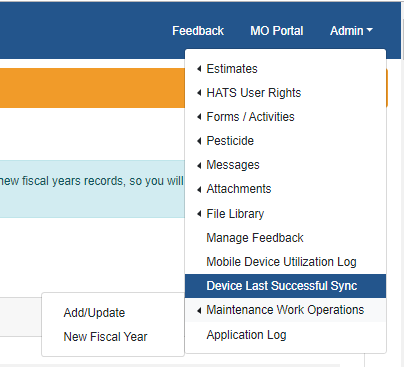 Feedback MO Portal Admin
Estimates
HATS User Rights
Forms / Activities
Pesticide
Messages
new fiscal years records, so you will
Attachments
File Library
Manage Feedback
Mobile Device Utilization Log
Device Last Successful Sync
Maintenance Work Operations
Add/Update
New Fiscal Year
Application Log